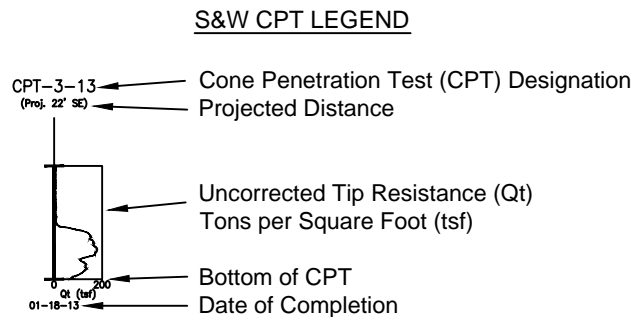 S&W CPT LEGEND
CPT-3-13
Cone Penetration Test (CPT) Designation
(Proj. 22' SE)
Projected Distance
Uncorrected Tip Resistance (Qt)
Tons per Square Foot (tsf)
Bottom of CPT
0 200
Qt (tsf)
01-18-13
Date of Completion